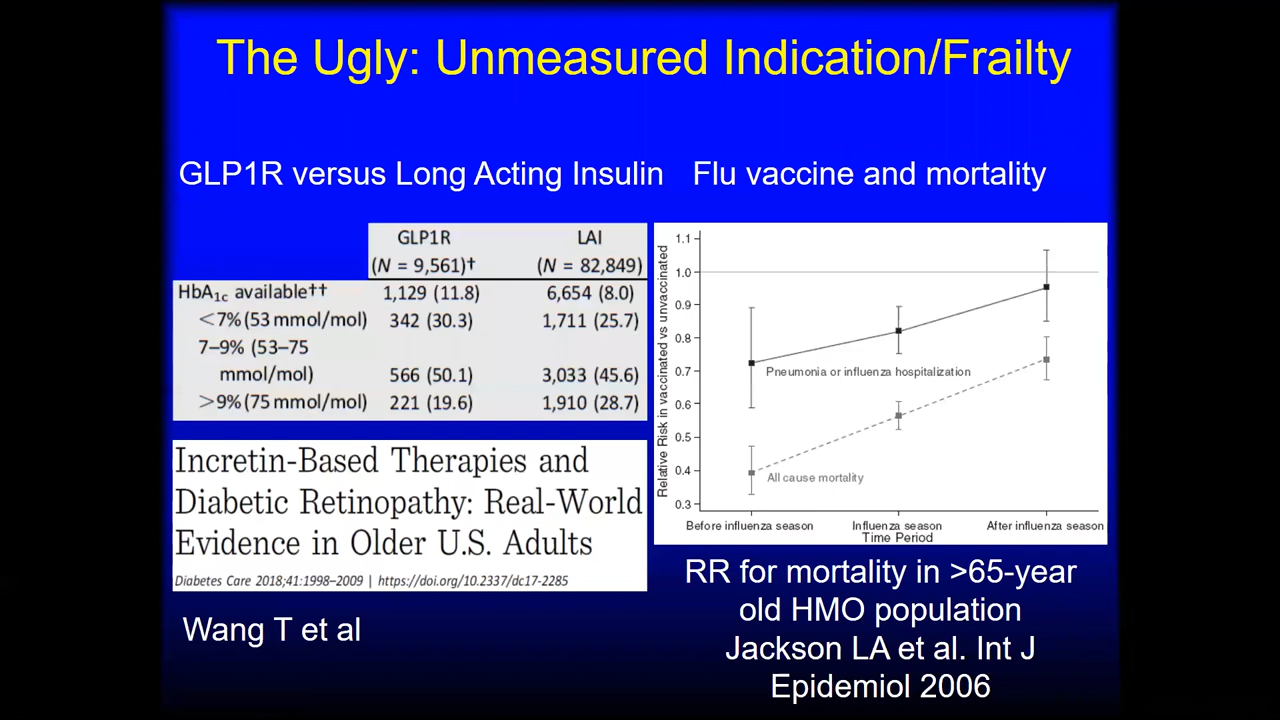 The Ugly: Unmeasured Indication/Frailty
GLP1R versus Long Acting Insulin
GLP1R LAI
(N = 9,561)† (N = 82,849)
HbA1c available†† 1,129 (11.8) 6,654 (8.0)
<7% (53 mmol/mol) 342 (30.3) 1,711 (25.7)
7–9% (53–75
mmol/mol) 566 (50.1) 3,033 (45.6)
>9% (75 mmol/mol) 221 (19.6) 1,910 (28.7)
Incretin-Based Therapies and
Diabetic Retinopathy: Real-World
Evidence in Older U.S. Adults
Diabetes Care 2018;41:1998–2009 | https://doi.org/10.2337/dc17-2285
Wang T et al
Flu vaccine and mortality
Relative Risk in vaccinated vs unvaccinated
1.1
1.0
0.9
0.8
0.7
0.6
0.5
0.4
0.3
Pneumonia or influenza hospitalization
All cause mortality
Before influenza season Influenza season After influenza season
Time Period
RR for mortality in >65-year
old HMO population
Jackson LA et al. Int J
Epidemiol 2006